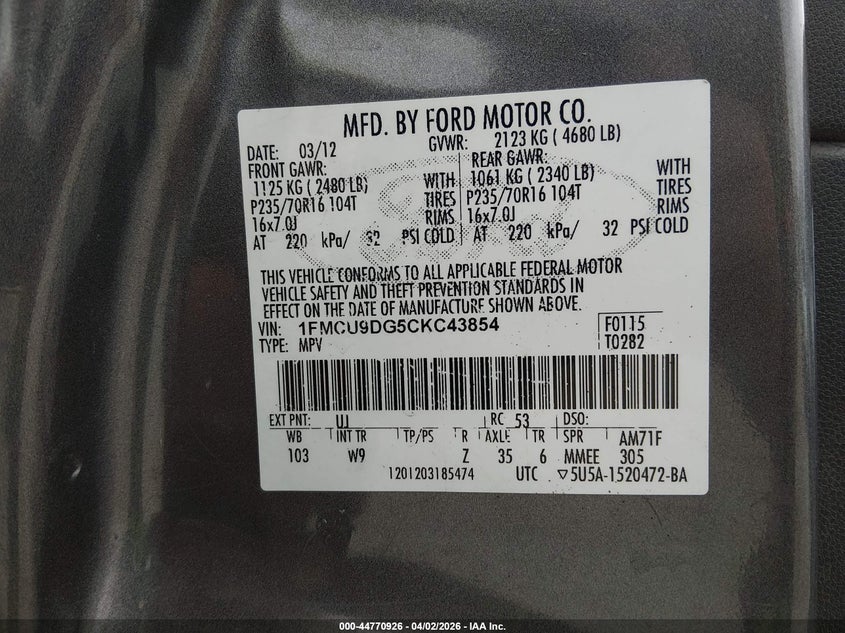 MFD. BY FORD MOTOR CO.
DATE: 03/12 GVWR: 2123 KG ( 4680 LB)
FRONT GAWR: REAR GAWR:
1125 KG ( 2480 LB) WITH 1061 KG ( 2340 LB) WITH
P235/70R16 104T TIRES P235/70R16 104T TIRES
16x7.0J RIMS 16x7.0J RIMS
AT 220 kPa/ 32 PSI COLD AT 220 kPa/ 32 PSI COLD
THIS VEHICLE CONFORMS TO ALL APPLICABLE FEDERAL MOTOR
VEHICLE SAFETY AND THEFT PREVENTION STANDARDS IN
EFFECT ON THE DATE OF MANUFACTURE SHOWN ABOVE.
VIN: 1FMCU9DG5CKC43854 F0115
TYPE: MPV T0282
EXT PNT: UJ RC 53 DSO:
WB INT TR TP/PS R AXLE TR SPR AM71F
103 W9 Z 35 6 MMEE 305
1201203185474 UTC ▽5U5A-1520472-BA
000-44770926 - 04/02/2026 - IAA Inc.